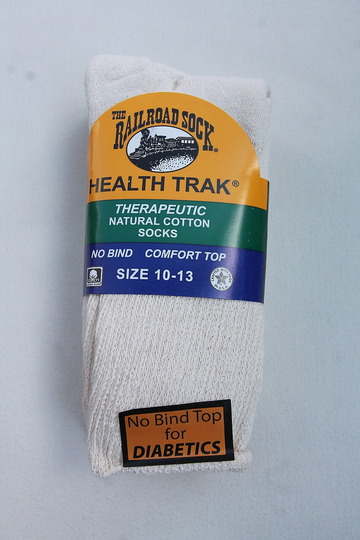 THE
RAILROAD SOCK®
HEALTH TRAK®
THERAPEUTIC
NATURAL COTTON
SOCKS
NO BIND COMFORT TOP
SIZE 10-13
No Bind Top
for
DIABETICS